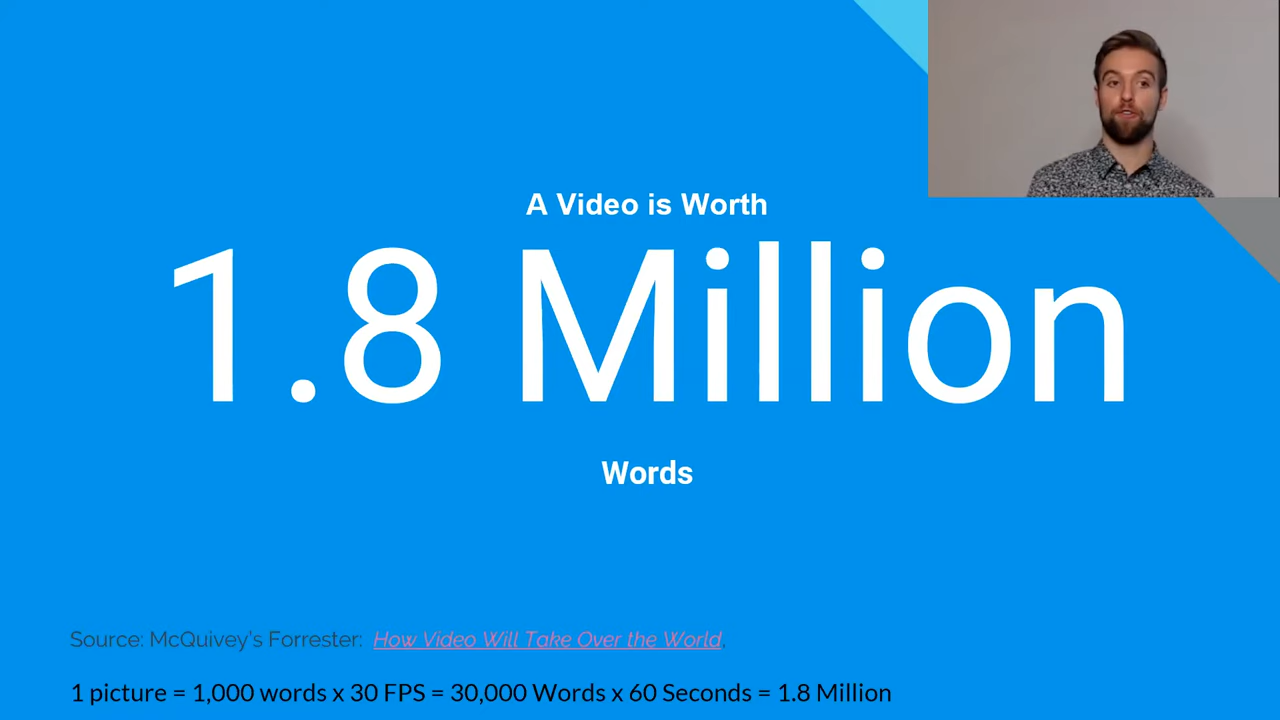 A Video is Worth
1.8 Million
Words
Source: McQuivey's Forrester: How Video Will Take Over the World,
1 picture = 1,000 words x 30 FPS = 30,000 Words x 60 Seconds = 1.8 Million